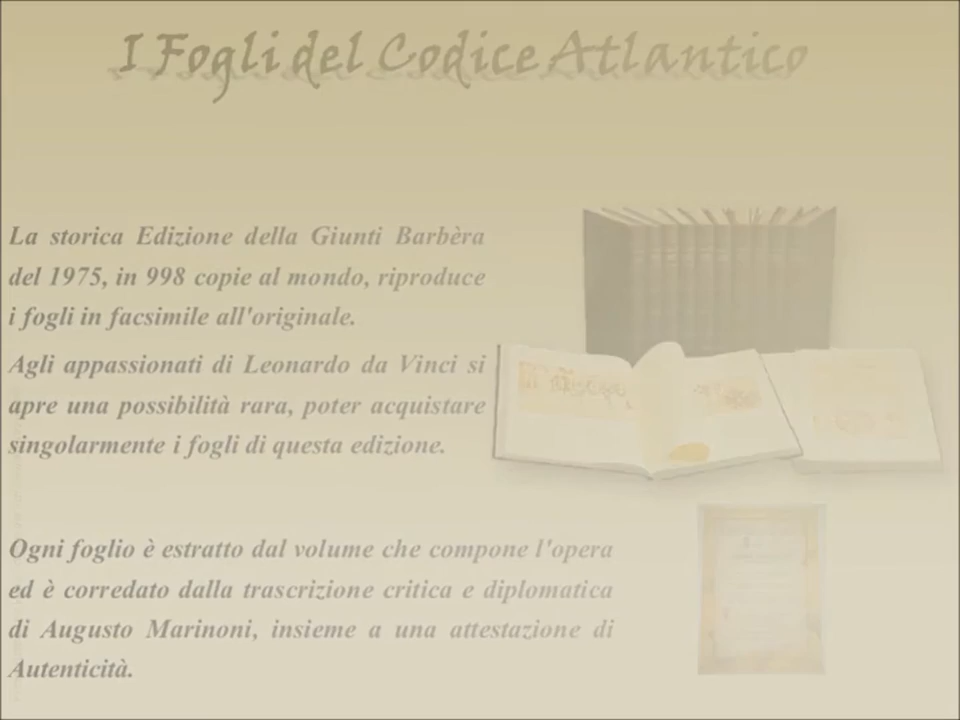 I Fogli del Codice Atlantico
La storica Edizione della Giunti Barbèra
del 1975, in 998 copie al mondo, riproduce
i fogli in facsimile all'originale.
Agli appassionati di Leonardo da Vinci si
apre una possibilità rara, poter acquistare
singolarmente i fogli di questa edizione.
Ogni foglio è estratto dal volume che compone l'opera
ed è corredato dalla trascrizione critica e diplomatica
di Augusto Marinoni, insieme a una attestazione di
Autenticità.